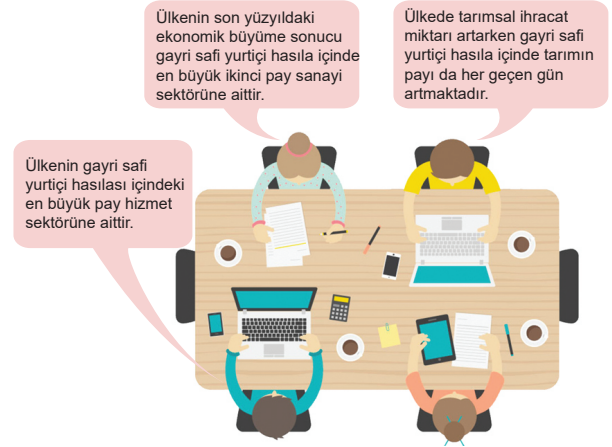 Ülkenin son yüzyıldaki
ekonomik büyüme sonucu
gayri safi yurtiçi hasıla içinde
en büyük ikinci pay sanayi
sektörüne aittir.
Ülkede tarımsal ihracat
miktarı artarken gayri safi
yurtiçi hasıla içinde tarımın
payı da her geçen gün
artmaktadır.
Ülkenin gayri safi
yurtiçi hasılası içindeki
en büyük pay hizmet
sektörüne aittir.